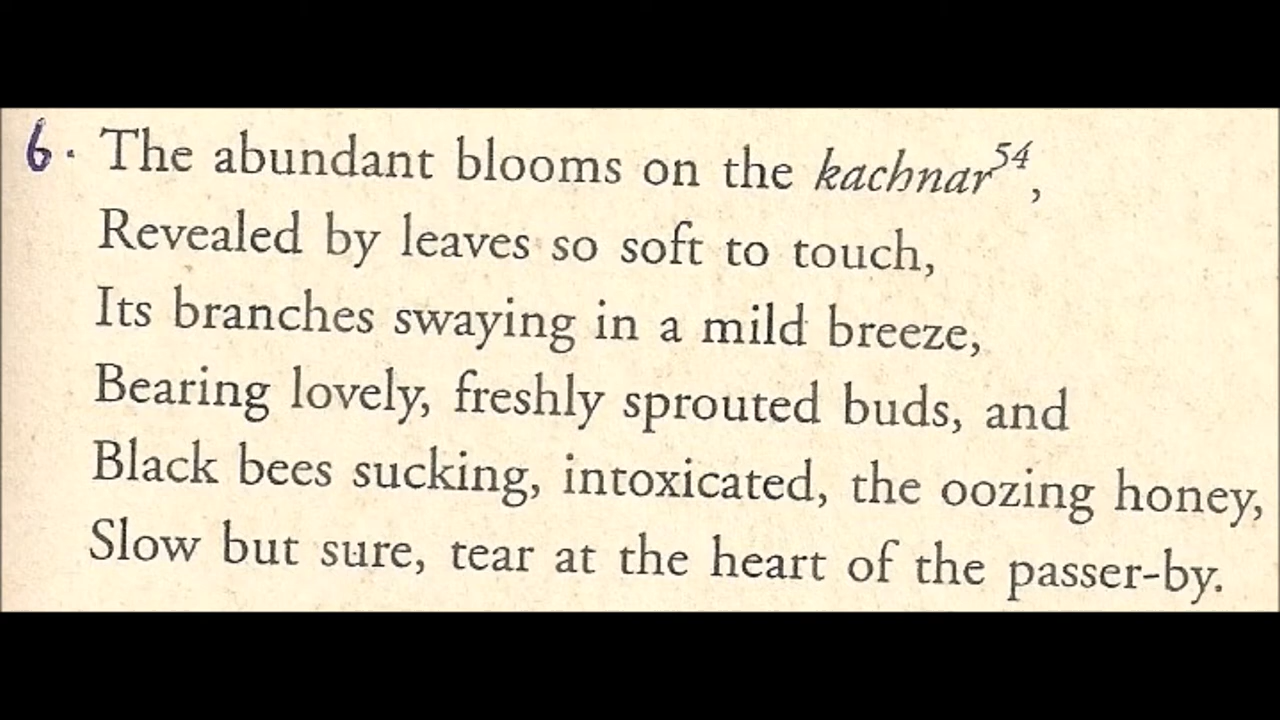 6. The abundant blooms on the kachnar54,
Revealed by leaves so soft to touch,
Its branches swaying in a mild breeze,
Bearing lovely, freshly sprouted buds, and
Black bees sucking, intoxicated, the oozing honey,
Slow but sure, tear at the heart of the passer-by.